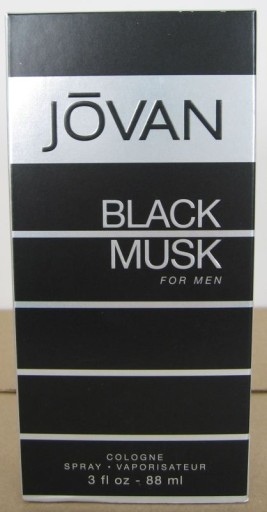 JŌVAN
BLACK
MUSK
FOR MEN
COLOGNE
SPRAY · VAPORISATEUR
3 fl oz - 88 ml